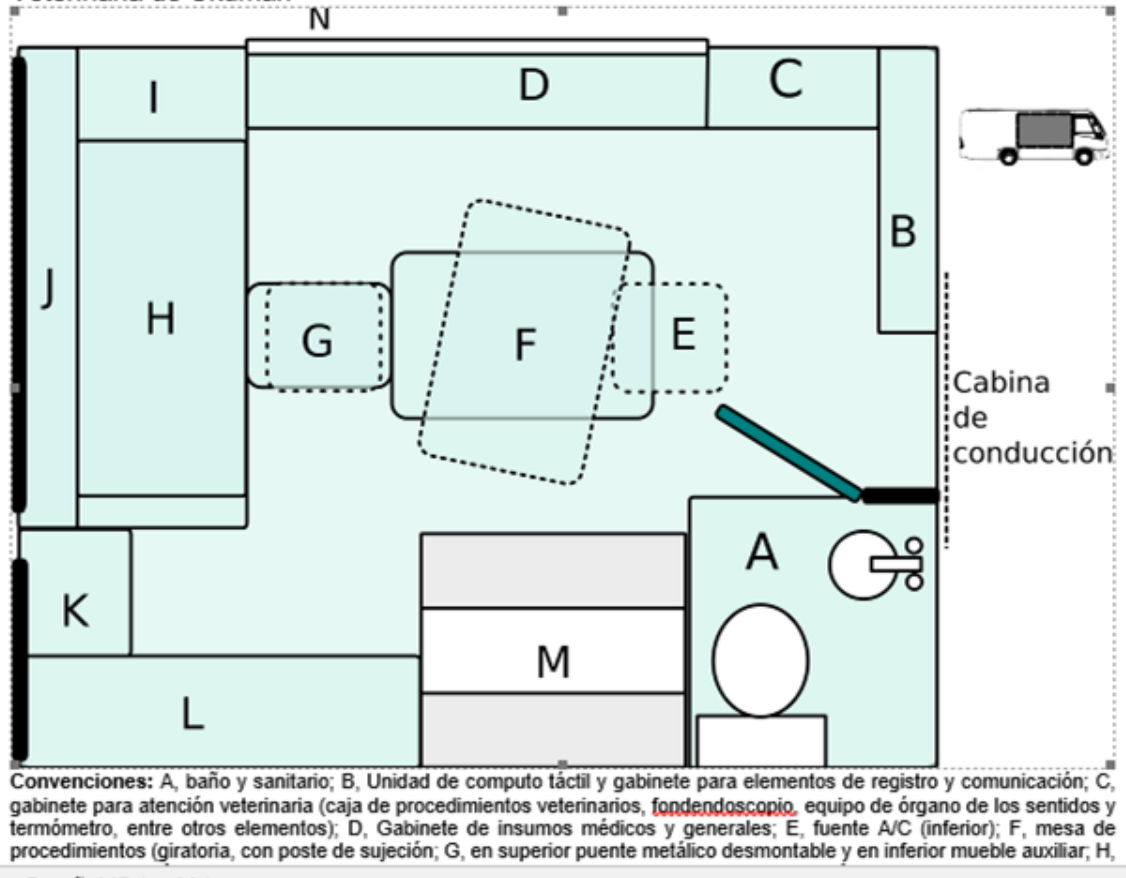 N
I
D
C
B
J
H
G
F
E
Cabina
de
conducción
A
K
M
L
Convenciones: A, baño y sanitario; B, Unidad de computo táctil y gabinete para elementos de registro y comunicación; C,
gabinete para atención veterinaria (caja de procedimientos veterinarios, fondendoscopio, equipo de órgano de los sentidos y
termómetro, entre otros elementos); D, Gabinete de insumos médicos y generales; E, fuente A/C (inferior); F, mesa de
procedimientos (giratoria, con poste de sujeción; G, en superior puente metálico desmontable y en inferior mueble auxiliar; H,